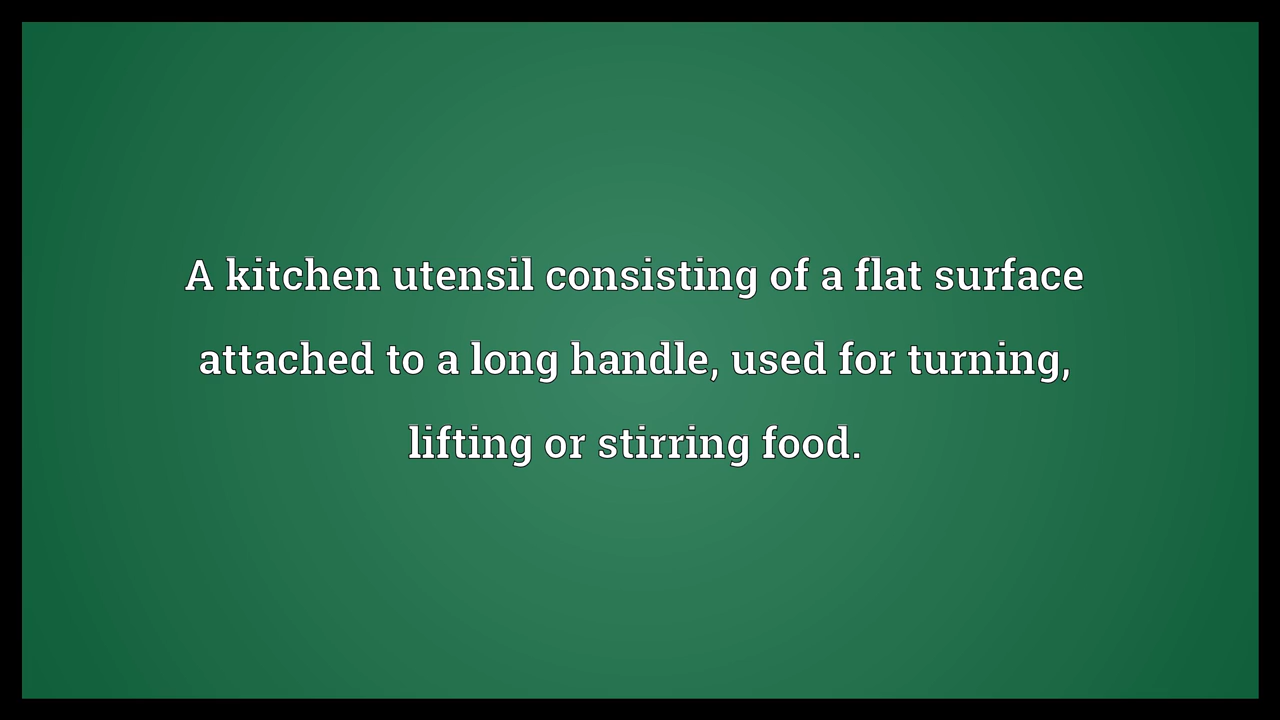 A kitchen utensil consisting of a flat surface
attached to a long handle, used for turning,
lifting or stirring food.